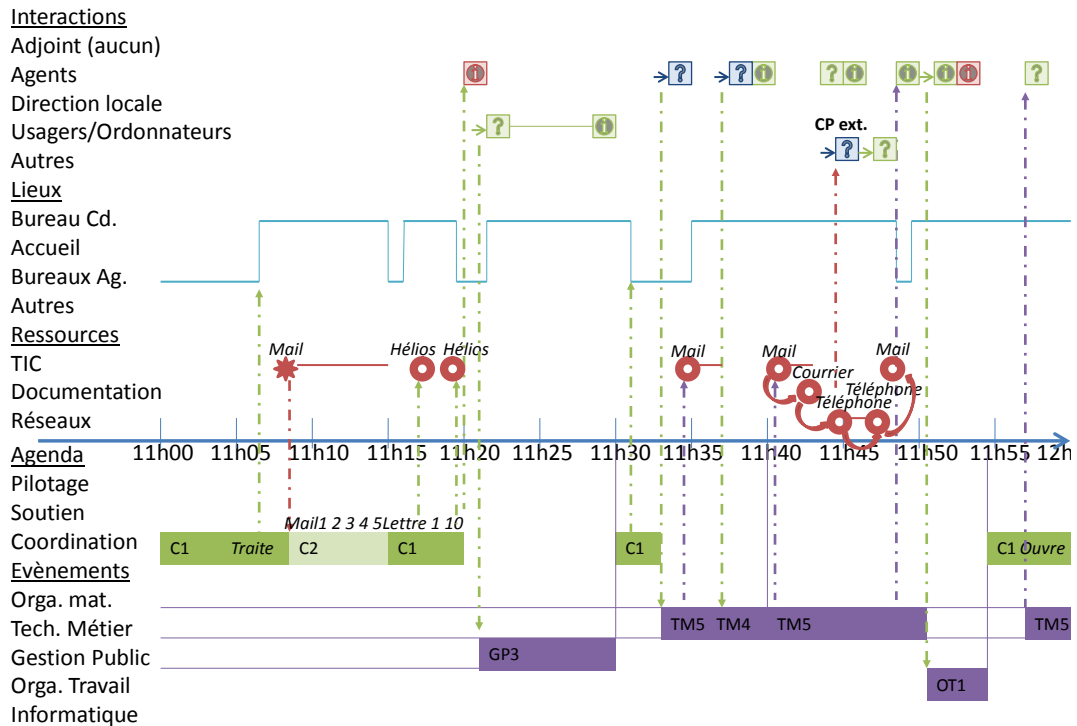 Interactions
Adjoint (aucun)
Agents
Direction locale
Usagers/Ordonnateurs
CP ext.
Autres
Lieux
Bureau Cd.
Accueil
Bureaux Ag.
Autres
Ressources
Mail Hélios Hélios Mail Mail Mail
TIC
Courrier
Documentation Téléphone
Téléphone
Réseaux
11h00 11h05 11h10 11h15 11h20 11h25 11h30 11h35 11h40 11h45 11h50 11h55 12h
Agenda
Pilotage
Soutien
Mail1 2 3 4 5Lettre 1 10
Coordination C1 Traite C2 C1 C1 C1 Ouvre
Evènements
Orga. mat.
Tech. Métier TM5 TM4 TM5 TM5
Gestion Public GP3
Orga. Travail OT1
Informatique